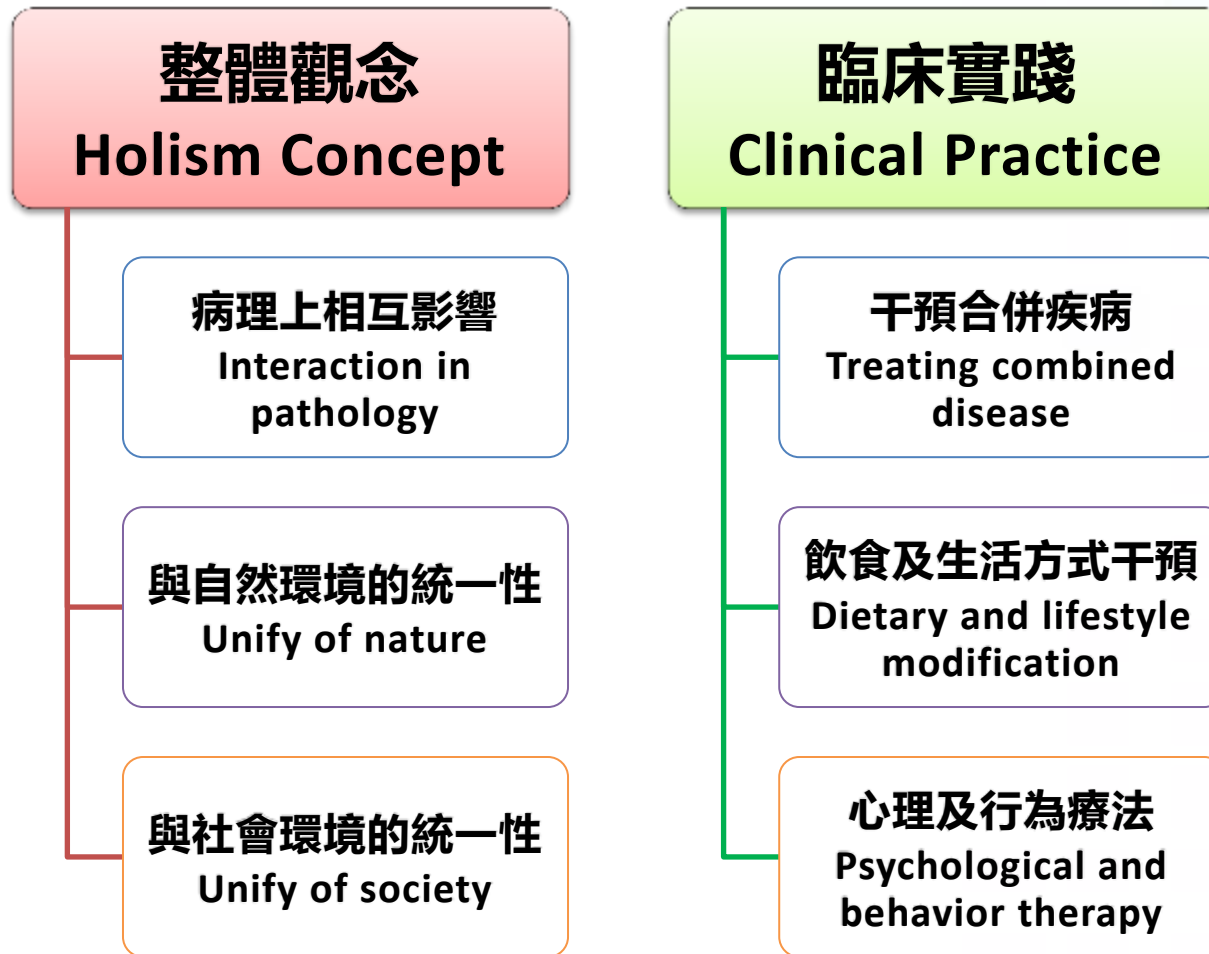 整體觀念
Holism Concept
病理上相互影響
Interaction in
pathology
與自然環境的統一性
Unify of nature
與社會環境的統一性
Unify of society
臨床實踐
Clinical Practice
干預合併疾病
Treating combined
disease
飲食及生活方式干預
Dietary and lifestyle
modification
心理及行為療法
Psychological and
behavior therapy